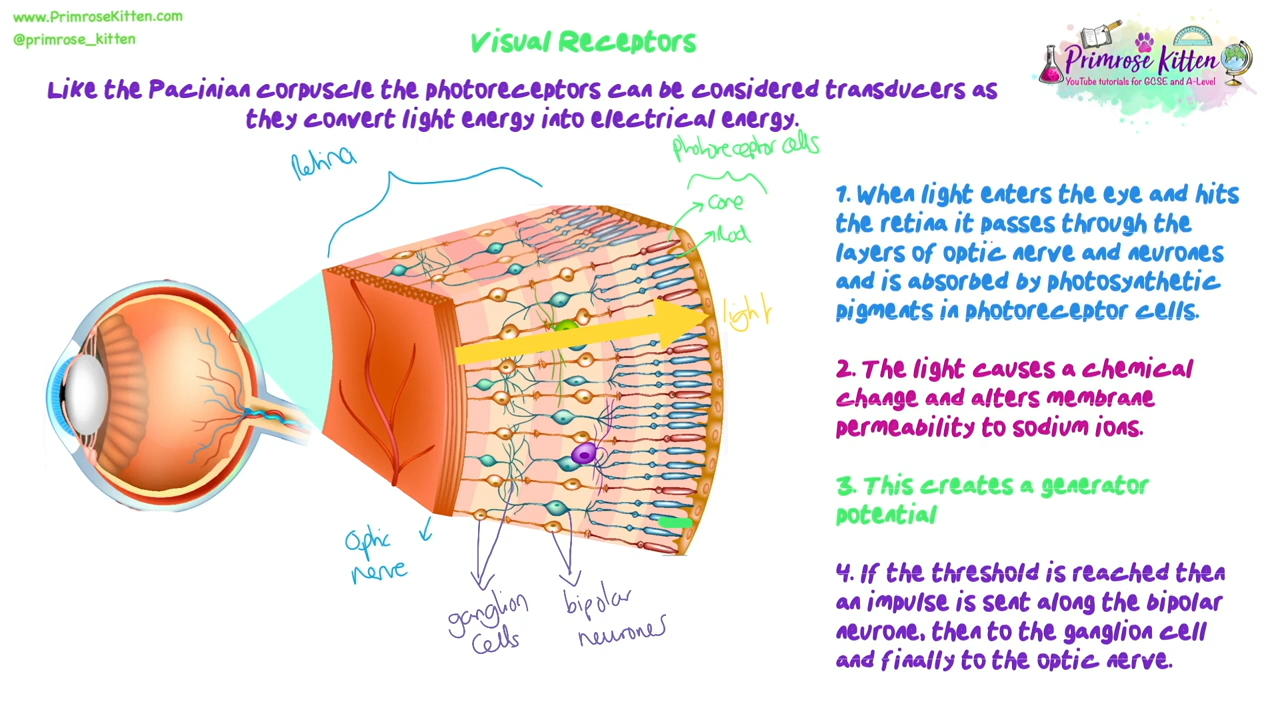 www.PrimroseKitten.com
@primrose_kitten
Visual Receptors
Primrose Kitten
YouTube tutorials for GCSE and A-Level
Like the Pacinian corpuscle the photoreceptors can be considered transducers as
they convert light energy into electrical energy.
Retina
photoreceptor cells
Cone
Rod
light
Optic
nerve
ganglion
cells
bipolar
neurones
1. When light enters the eye and hits
the retina it passes through the
layers of optic nerve and neurones
and is absorbed by photosynthetic
pigments in photoreceptor cells.
2. The light causes a chemical
change and alters membrane
permeability to sodium ions.
3. This creates a generator
potential
4. If the threshold is reached then
an impulse is sent along the bipolar
neurone, then to the ganglion cell
and finally to the optic nerve.